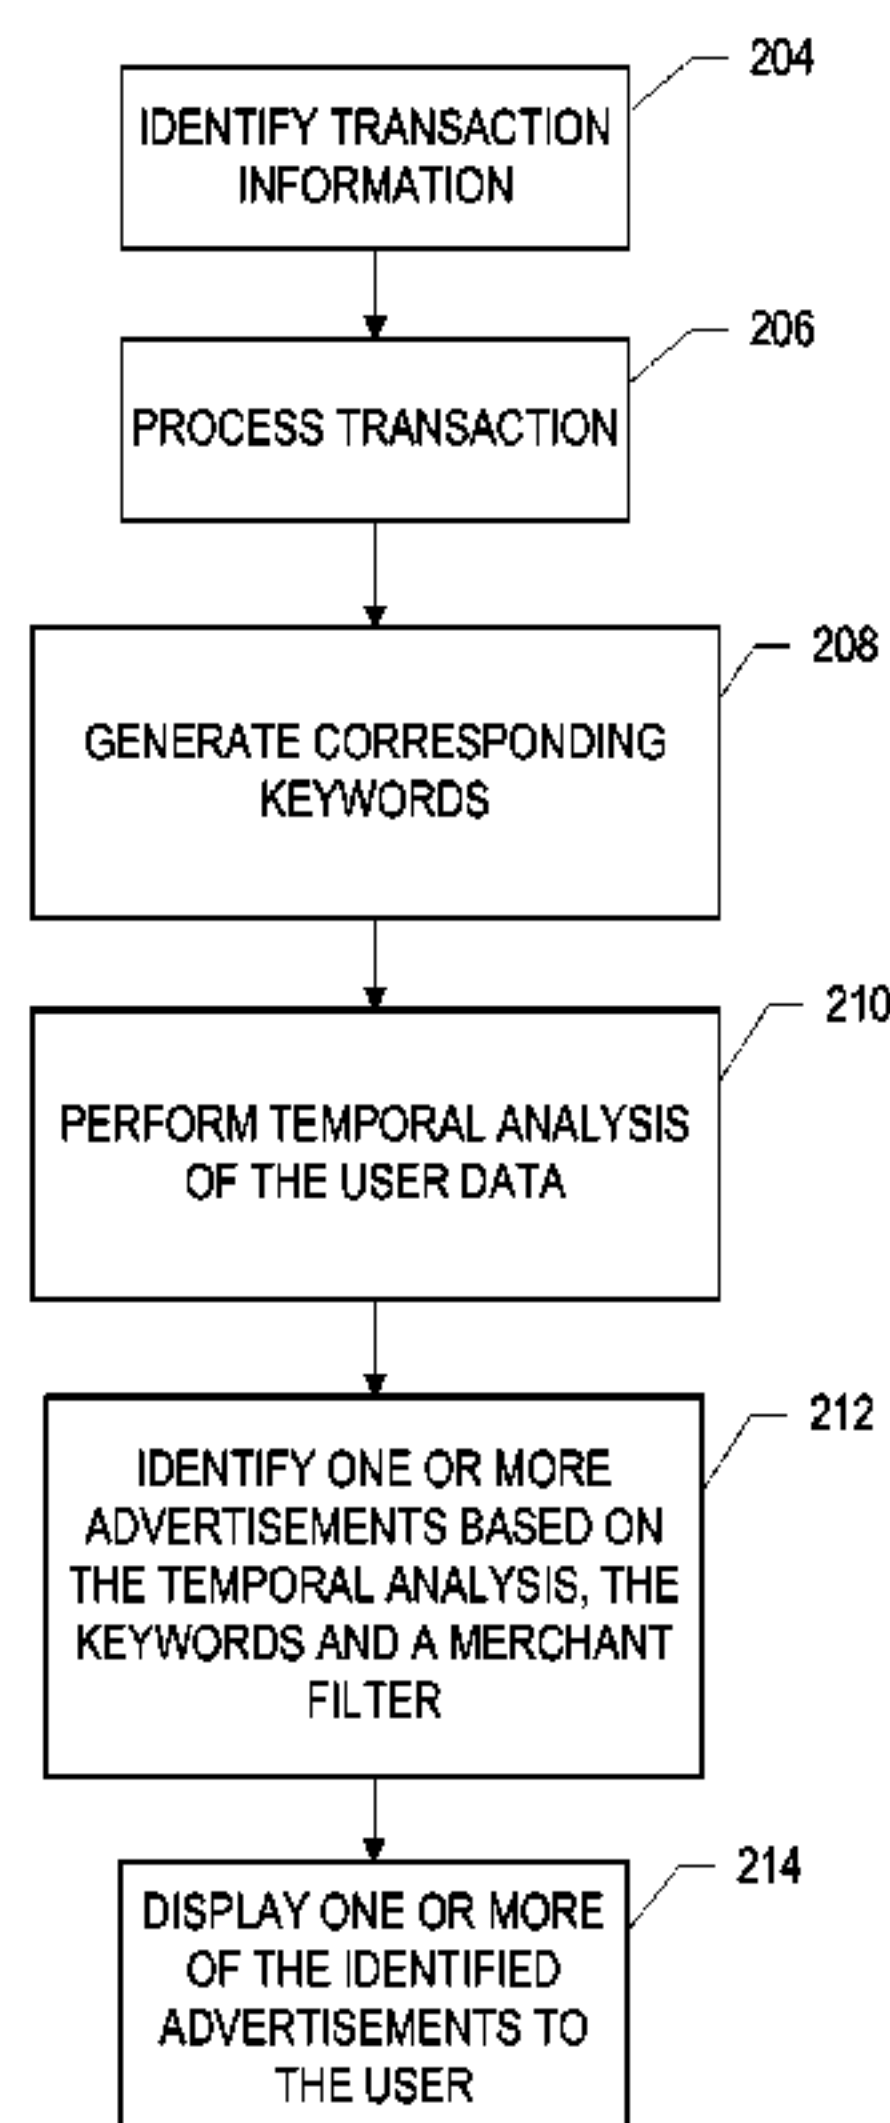 204
IDENTIFY TRANSACTION
INFORMATION
206
PROCESS TRANSACTION
208
GENERATE CORRESPONDING
KEYWORDS
210
PERFORM TEMPORAL ANALYSIS
OF THE USER DATA
212
IDENTIFY ONE OR MORE
ADVERTISEMENTS BASED ON
THE TEMPORAL ANALYSIS, THE
KEYWORDS AND A MERCHANT
FILTER
214
DISPLAY ONE OR MORE
OF THE IDENTIFIED
ADVERTISEMENTS TO
THE USER